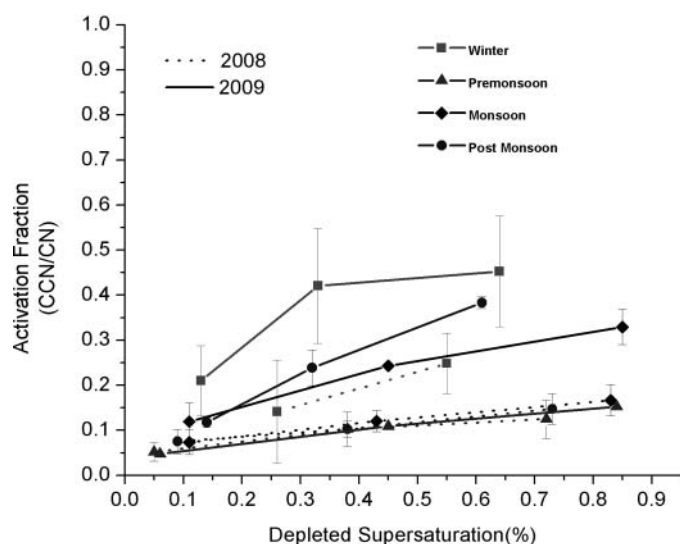 1.0
0.9
0.8
0.7
0.6
0.5
0.4
0.3
0.2
0.1
0.0
Activation Fraction
(CCN/CN)
2008
2009
Winter
Premonsoon
Monsoon
Post Monsoon
0.0 0.1 0.2 0.3 0.4 0.5 0.6 0.7 0.8 0.9
Depleted Supersaturation(%)